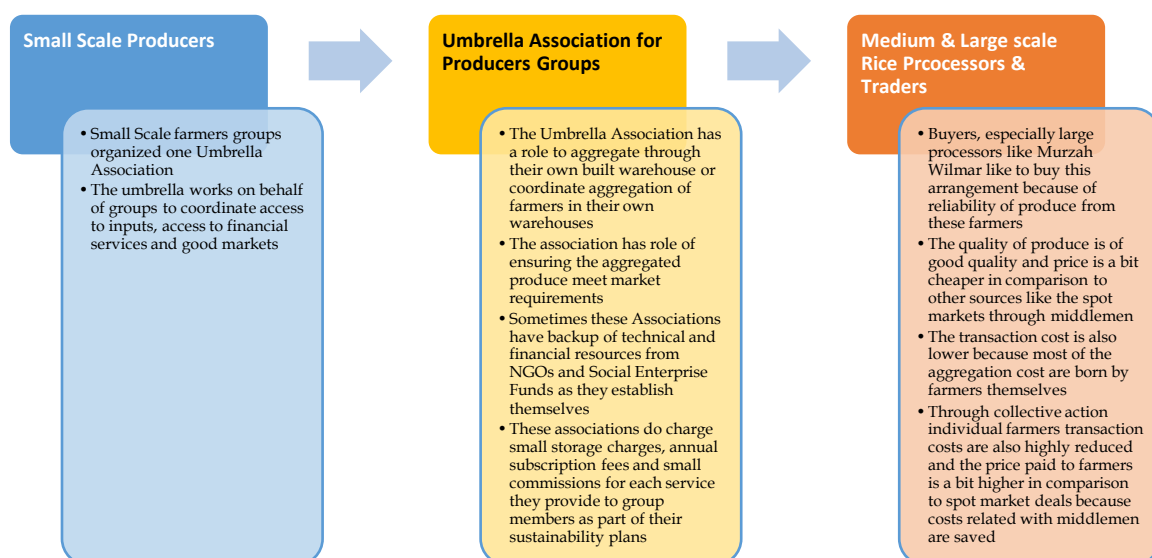 Small Scale Producers
• Small Scale farmers groups
organized one Umbrella
Association
• The umbrella works on behalf
of groups to coordinate access
to inputs, access to financial
services and good markets
Umbrella Association for
Producers Groups
• The Umbrella Association has
a role to aggregate through
their own built warehouse or
coordinate aggregation of
farmers in their own
warehouses
• The association has role of
ensuring the aggregated
produce meet market
requirements
• Sometimes these Associations
have backup of technical and
financial resources from
NGOs and Social Enterprise
Funds as they establish
themselves
• These associations do charge
small storage charges, annual
subscription fees and small
commissions for each service
they provide to group
members as part of their
sustainability plans
Medium & Large scale
Rice Prcocessors &
Traders
• Buyers, especially large
processors like Murzah
Wilmar like to buy this
arrangement because of
reliability of produce from
these farmers
• The quality of produce is of
good quality and price is a bit
cheaper in comparison to
other sources like the spot
markets through middlemen
• The transaction cost is also
lower because most of the
aggregation cost are born by
farmers themselves
• Through collective action
individual farmers transaction
costs are also highly reduced
and the price paid to farmers
is a bit higher in comparison
to spot market deals because
costs related with middlemen
are saved